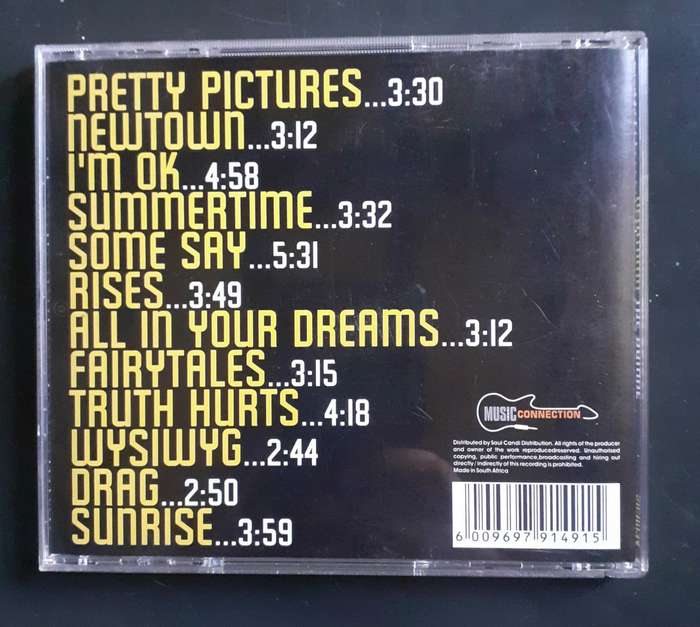 PRETTY PICTURES...3:30
NEWTOWN...3:12
I'M OK...4:58
SUMMERTIME...3:32
SOME SAY...5:31
RISES...3:49
ALL IN YOUR DREAMS...3:12
FAIRYTALES...3:15
TRUTH HURTS...4:18
WYSIWYG...2:44
DRAG...2:50
SUNRISE...3:59
MUSIC CONNECTION
Distributed by Soul Candi Distribution. All rights of the producer
and owner of the work reproducedreserved. Unauthorised
copying, public performance,broadcasting and hiring out
directly / indirectly of this recording is prohibited.
Made in South Africa
6 009697 914915